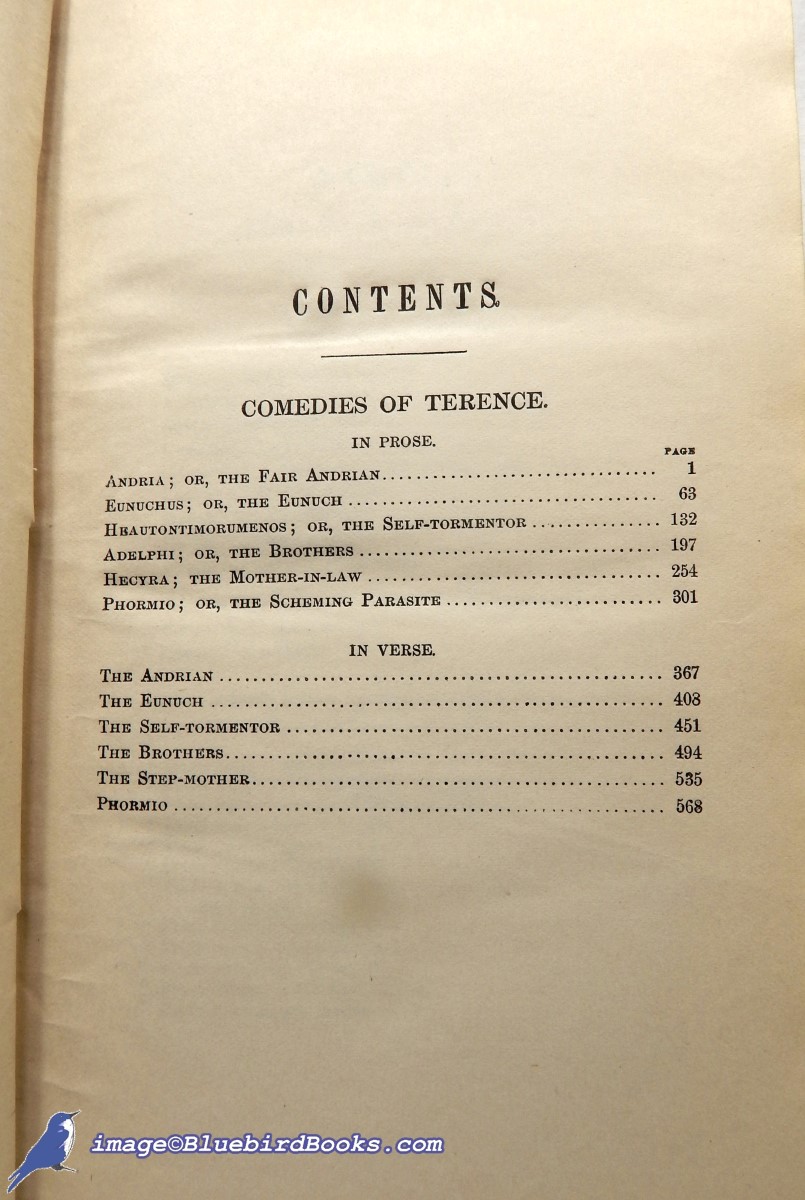 CONTENTS.
COMEDIES OF TERENCE.
IN PROSE.
PAGE
ANDRIA; OR, THE FAIR ANDRIAN................................. 1
EUNUCHUS; OR, THE EUNUCH ...................................... 63
HEAUTONTIMORUMENOS; OR, THE SELF-TORMENTOR ............... 132
ADELPHI; OR, THE BROTHERS ..................................... 197
HECYRA; THE MOTHER-IN-LAW .................................... 254
PHORMIO; OR, THE SCHEMING PARASITE .......................... 301
IN VERSE.
THE ANDRIAN ...................................................... 367
THE EUNUCH ....................................................... 408
THE SELF-TORMENTOR .............................................. 451
THE BROTHERS..................................................... 494
THE STEP-MOTHER.................................................. 535
PHORMIO ........................................................... 568
image©BluebirdBooks.com